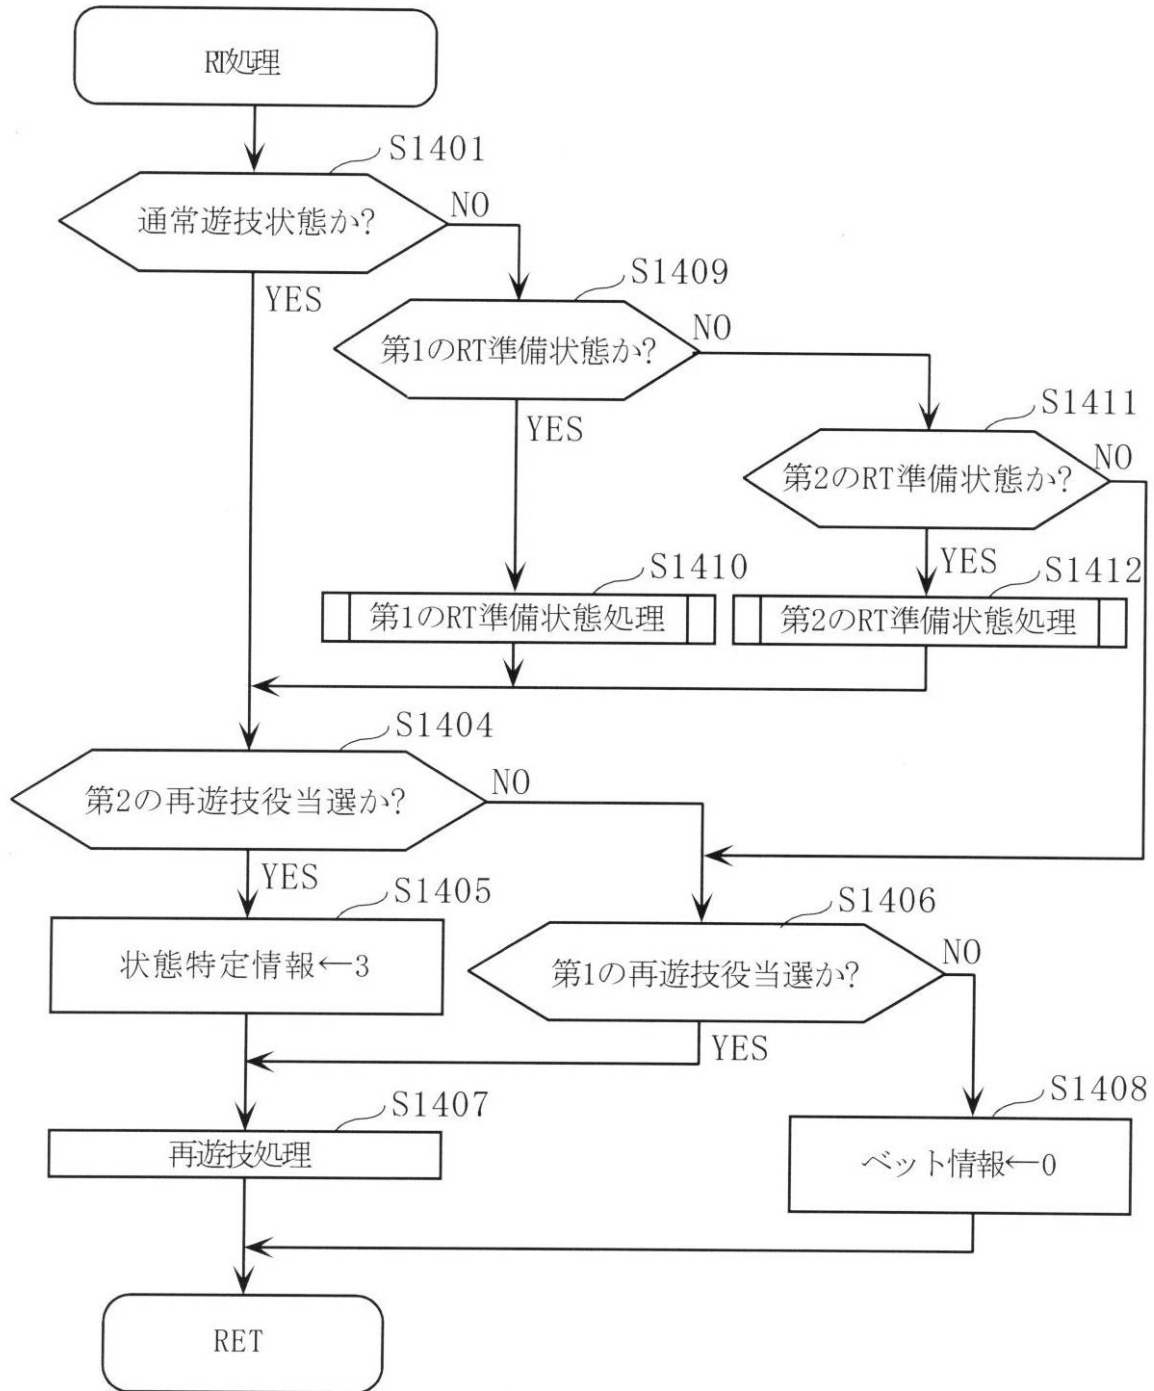 RT処理
S1401
通常遊技状態か?
NO
YES
S1409
第1のRT準備状態か?
NO
YES
S1411
第2のRT準備状態か?
NO
YES
S1410
第1のRT準備状態処理
S1412
第2のRT準備状態処理
S1404
第2の再遊技役当選か?
NO
YES
S1405
状態特定情報←3
S1406
第1の再遊技役当選か?
NO
YES
S1407
再遊技処理
S1408
ベット情報←0
RET